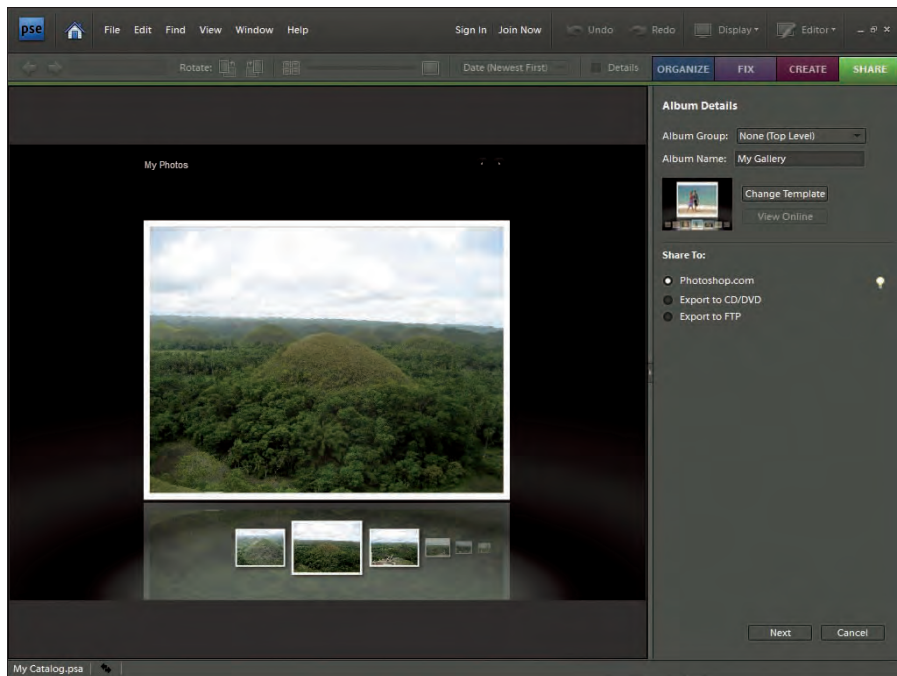 pse File Edit Find View Window Help Sign In Join Now Undo Redo Display Editor
Rotate: Date (Newest First) Details ORGANIZE FIX CREATE SHARE
Album Details
Album Group: None (Top Level)
Album Name: My Gallery
Change Template
View Online
Share To:
Photoshop.com
Export to CD/DVD
Export to FTP
My Photos
Next Cancel
My Catalog.psa